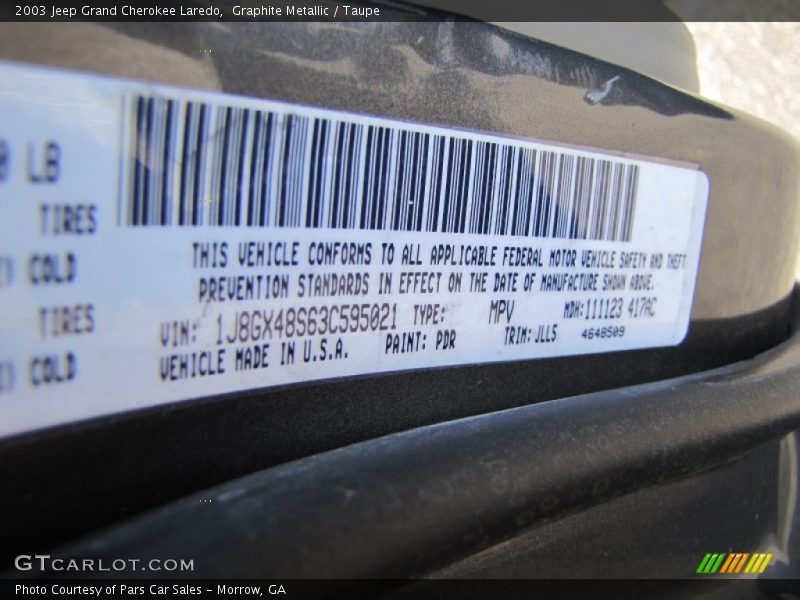 2003 Jeep Grand Cherokee Laredo,  Graphite Metallic / Taupe
LB
TIRES
COLD
TIRES
COLD
THIS VEHICLE CONFORMS TO ALL APPLICABLE FEDERAL MOTOR VEHICLE SAFETY AND THEFT
PREVENTION STANDARDS IN EFFECT ON THE DATE OF MANUFACTURE SHOWN ABOVE.
VIN: 1J8GX48S63C595021 TYPE: MPV MDH:111123 417AC
VEHICLE MADE IN U.S.A. PAINT: PDR TRIM:JLL5 4648509
GTCARLOT.COM
Photo Courtesy of Pars Car Sales - Morrow, GA